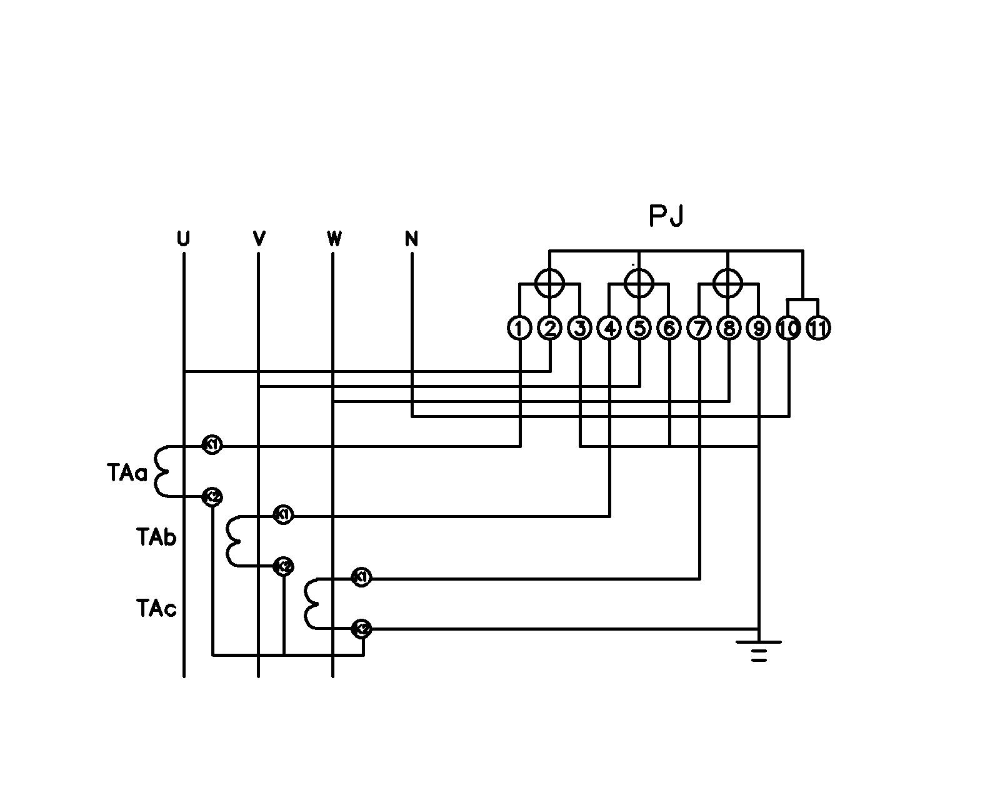 PJ
U V W N
1 2 3 4 5 6 7 8 9 10 11
K1
TAa
K2
K1
TAb
K2
K1
TAc
K2